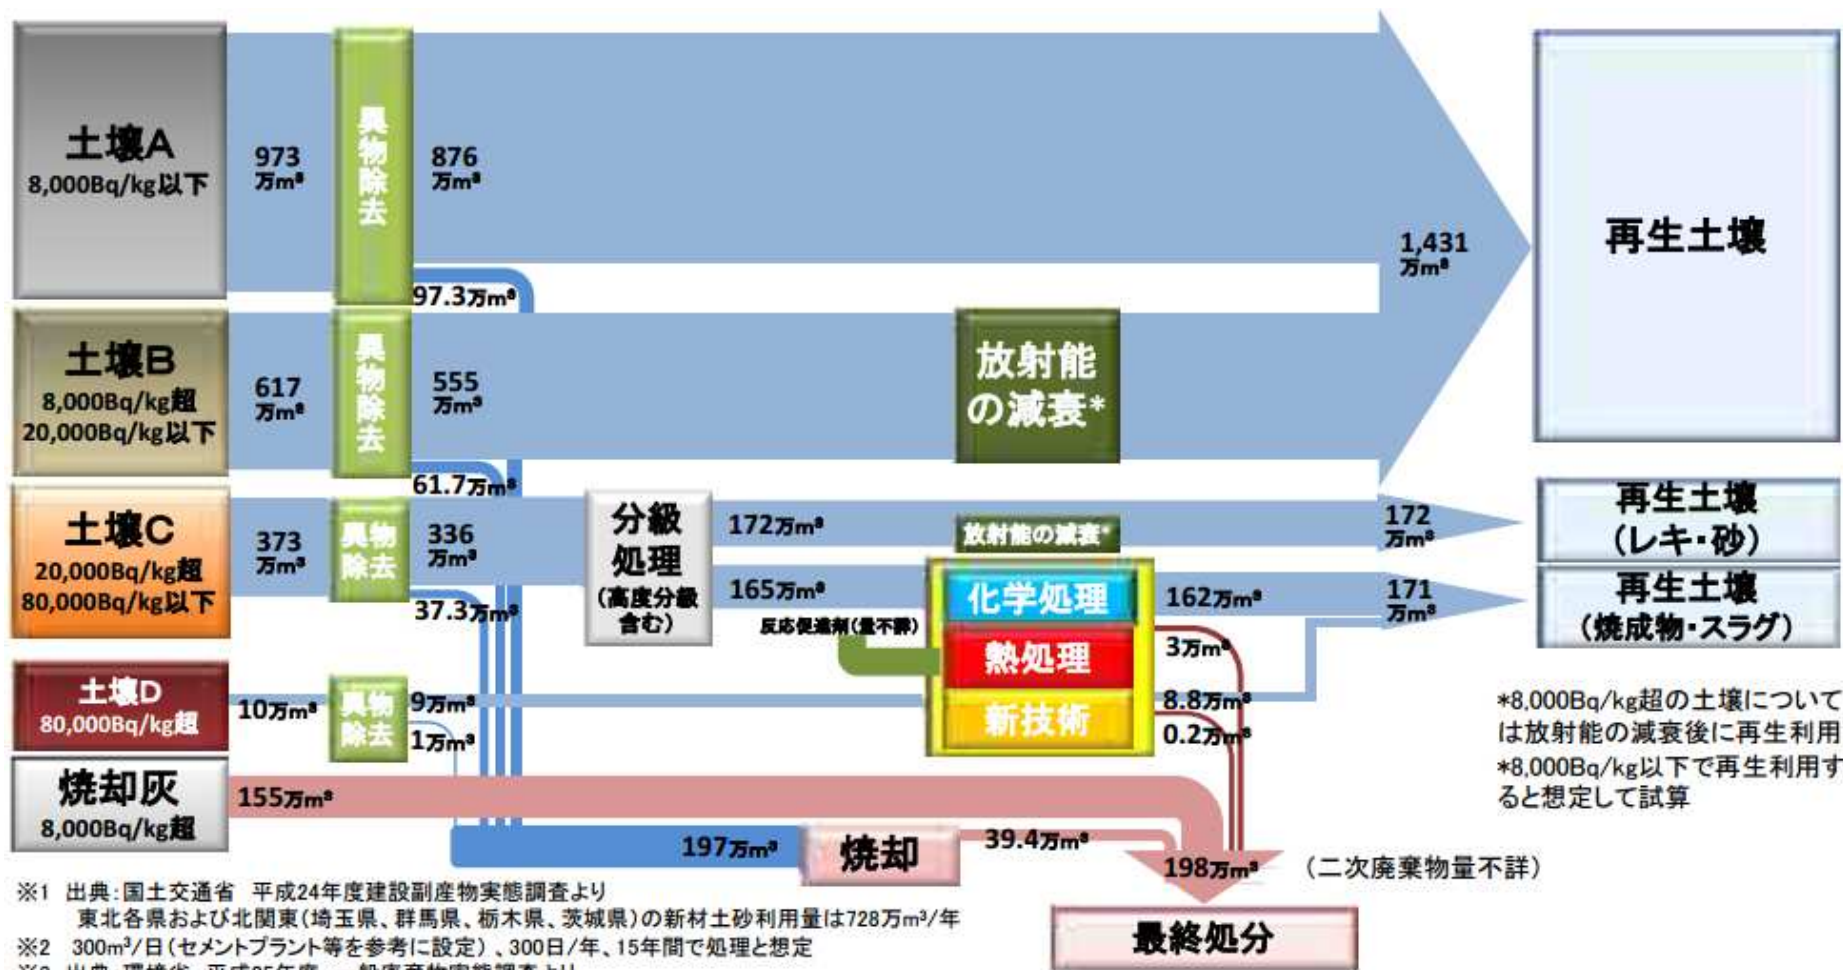 土壌A
8,000Bq/kg以下
973
万m³
異物除去
876
万m³
97.3万m³
1,431
万m³
再生土壌
土壌B
8,000Bq/kg超
20,000Bq/kg以下
617
万m³
異物除去
555
万m³
61.7万m³
放射能
の減衰*
土壌C
20,000Bq/kg超
80,000Bq/kg以下
373
万m³
異物
除去
336
万m³
37.3万m³
分級
処理
(高度分級
含む)
172万m³
165万m³
放射能の減衰*
反応促進剤(量不詳)
化学処理
熱処理
新技術
162万m³
3万m³
8.8万m³
0.2万m³
172
万m³
171
万m³
再生土壌
(レキ・砂)
再生土壌
(焼成物・スラグ)
土壌D
80,000Bq/kg超
10万m³
異物
除去
9万m³
1万m³
*8,000Bq/kg超の土壌について
は放射能の減衰後に再生利用
*8,000Bq/kg以下で再生利用す
ると想定して試算
焼却灰
8,000Bq/kg超
155万m³
197万m³
焼却
39.4万m³
198万m³
(二次廃棄物量不詳)
最終処分
※1 出典:国土交通省 平成24年度建設副産物実態調査より
東北各県および北関東(埼玉県、群馬県、栃木県、茨城県)の新材土砂利用量は728万m³/年
※2 300m³/日(セメントプラント等を参考に設定)、300日/年、15年間で処理と想定